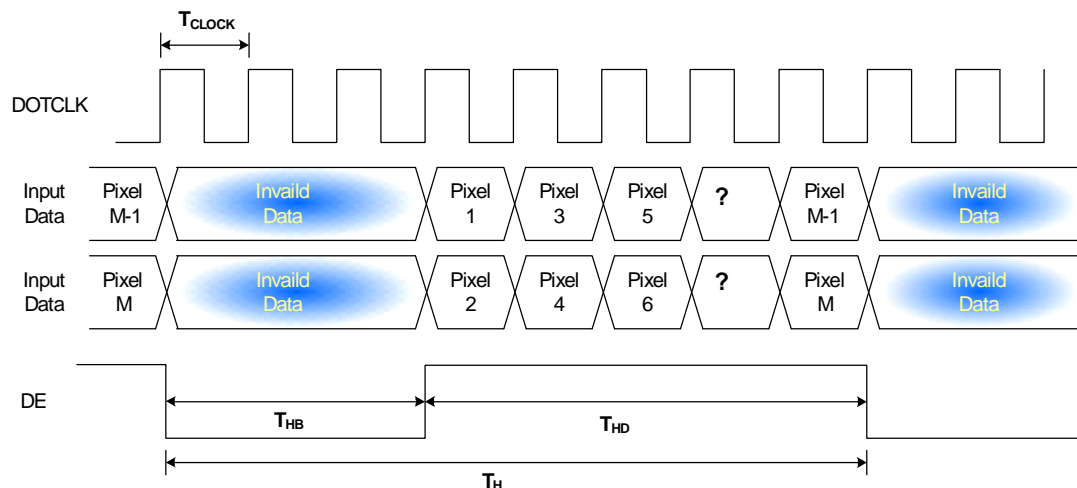 TCLOCK
DOTCLK
Input Data
Pixel M-1
Invaild Data
Pixel 1
Pixel 3
Pixel 5
?
Pixel M-1
Invaild Data
Input Data
Pixel M
Invaild Data
Pixel 2
Pixel 4
Pixel 6
?
Pixel M
Invaild Data
DE
THB
THD
TH